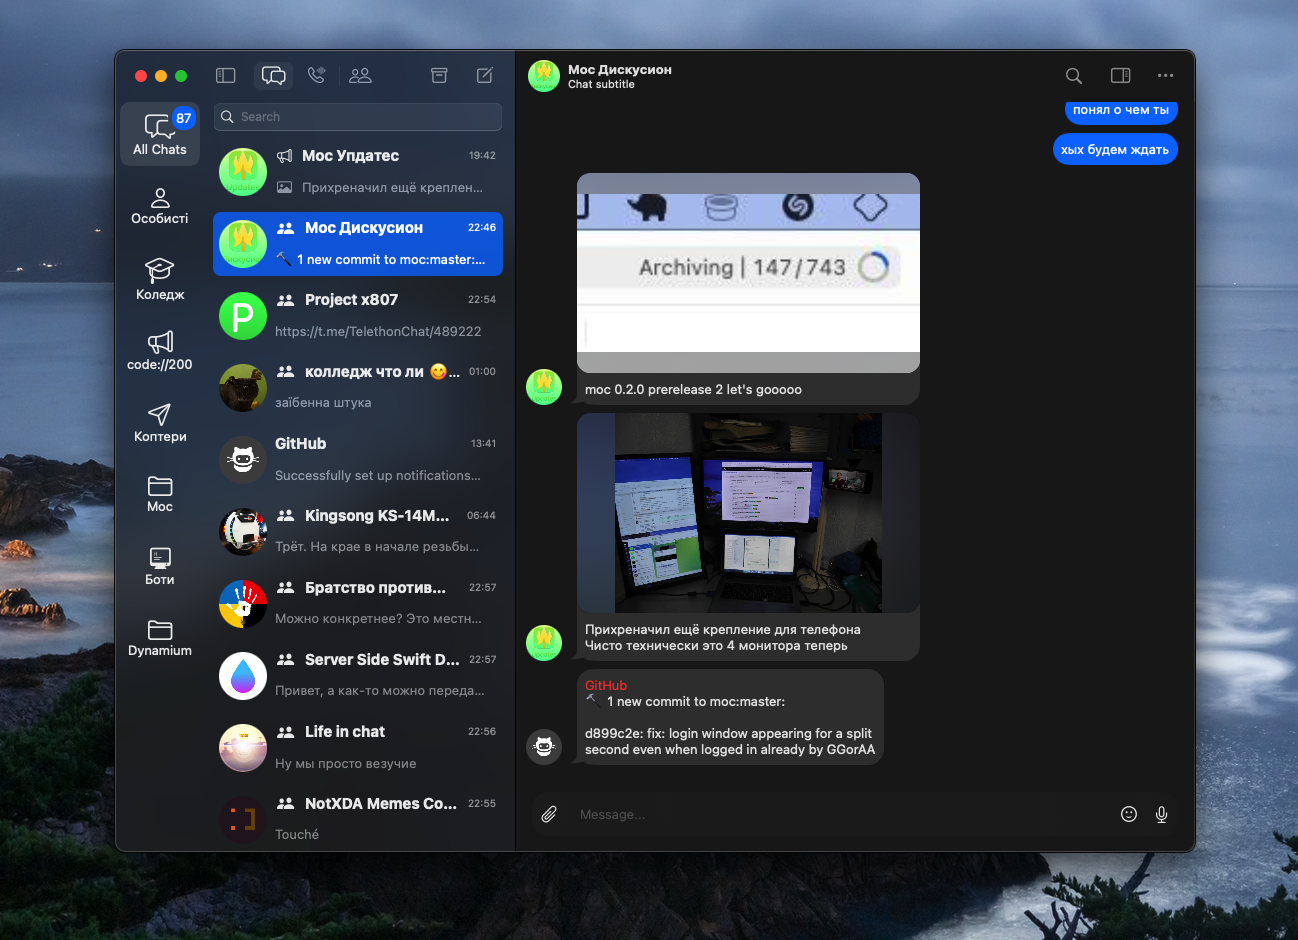 87
All Chats
Особисті
Коледж
code://200
Коптери
Moc
Боти
Dynamium
Search
Мос Упдатес
19:42
Прихреначил ещё креплен...
Мос Дискусион
22:46
1 new commit to moc:master:...
Project x807
22:54
https://t.me/TelethonChat/489222
колледж что ли 😋...
01:00
заїбенна штука
GitHub
13:41
Successfully set up notifications...
Kingsong KS-14M...
06:44
Трёт. На крае в начале резьбы...
Братство против...
22:57
Можно конкретнее? Это местн...
Server Side Swift D...
22:57
Привет, а как-то можно переда...
Life in chat
22:56
Ну мы просто везучие
NotXDA Memes Co...
22:55
Touché
Мос Дискусион
Chat subtitle
понял о чем ты
хых будем ждать
Archiving | 147/743
moc 0.2.0 prerelease 2 let's gooooo
Прихреначил ещё крепление для телефона
Чисто технически это 4 монитора теперь
GitHub
1 new commit to moc:master:
d899c2e: fix: login window appearing for a split
second even when logged in already by GGorAA
Message...